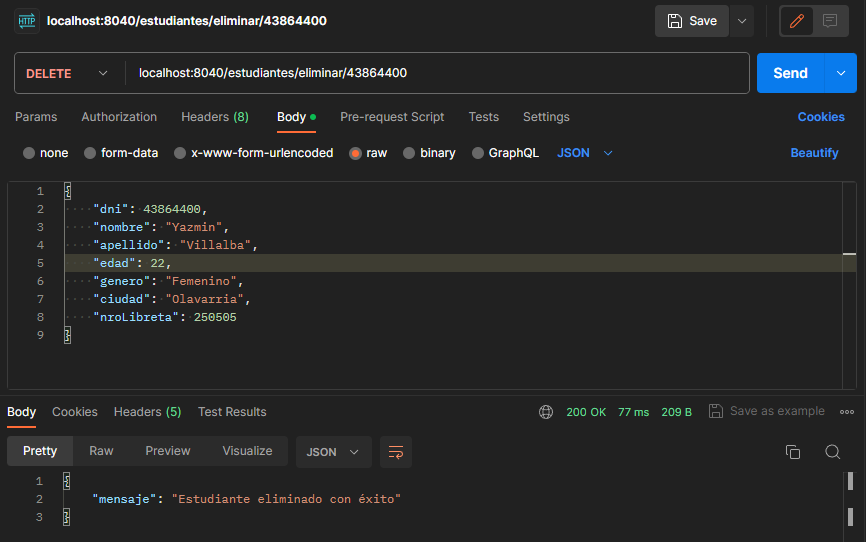 HTTP localhost:8040/estudiantes/eliminar/43864400 Save
DELETE localhost:8040/estudiantes/eliminar/43864400 Send
Params Authorization Headers (8) Body Pre-request Script Tests Settings Cookies
none form-data x-www-form-urlencoded raw binary GraphQL JSON Beautify
1 {
2 "dni": 43864400,
3 "nombre": "Yazmin",
4 "apellido": "Villalba",
5 "edad": 22,
6 "genero": "Femenino",
7 "ciudad": "Olavarria",
8 "nroLibreta": 250505
9 }
Body Cookies Headers (5) Test Results 200 OK 77 ms 209 B Save as example
Pretty Raw Preview Visualize JSON
1 {
2 "mensaje": "Estudiante eliminado con éxito"
3 }